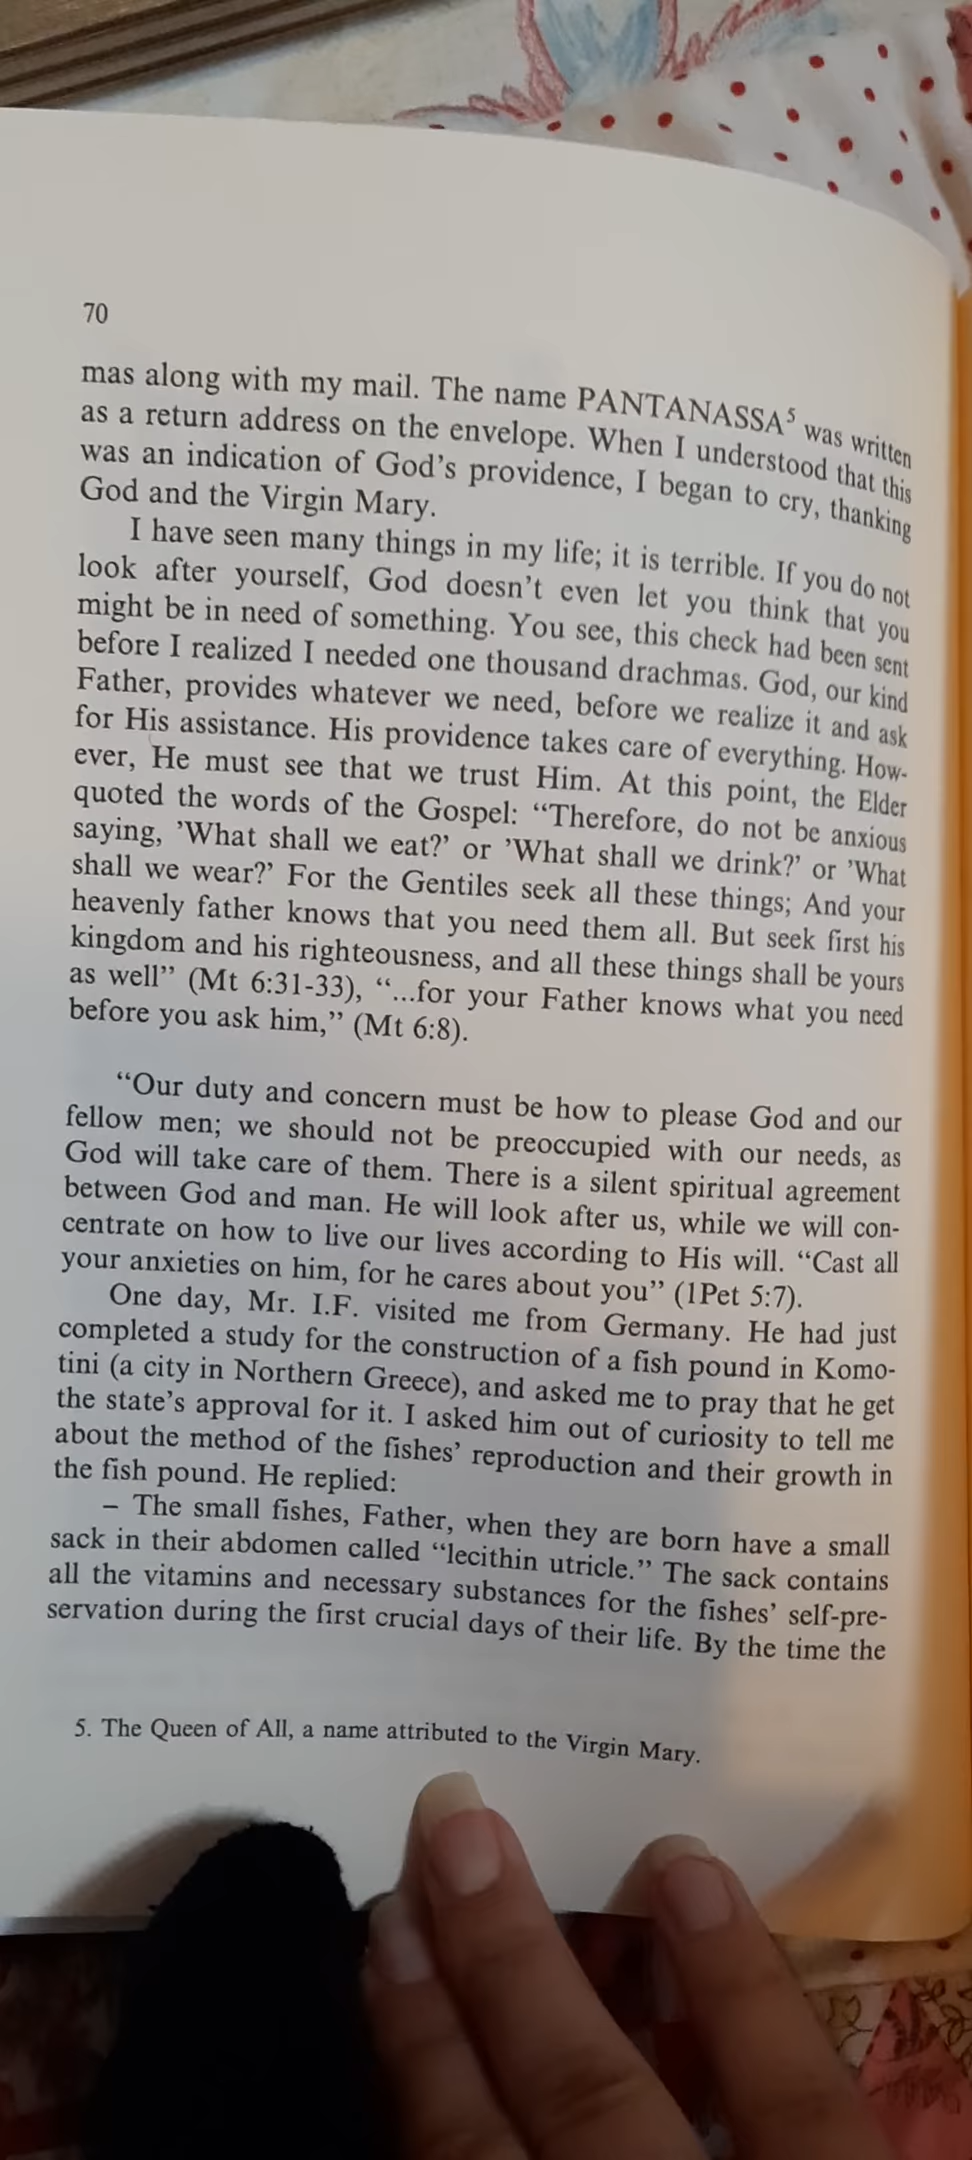 70
mas along with my mail. The name PANTANASSA⁵ was written
as a return address on the envelope. When I understood that this
was an indication of God's providence, I began to cry, thanking
God and the Virgin Mary.
I have seen many things in my life; it is terrible. If you do not
look after yourself, God doesn't even let you think that you
might be in need of something. You see, this check had been sent
before I realized I needed one thousand drachmas. God, our kind
Father, provides whatever we need, before we realize it and ask
for His assistance. His providence takes care of everything. How-
ever, He must see that we trust Him. At this point, the Elder
quoted the words of the Gospel: “Therefore, do not be anxious
saying, ’What shall we eat?’ or ’What shall we drink?’ or ’What
shall we wear?’ For the Gentiles seek all these things; And your
heavenly father knows that you need them all. But seek first his
kingdom and his righteousness, and all these things shall be yours
as well” (Mt 6:31-33), “...for your Father knows what you need
before you ask him,” (Mt 6:8).
“Our duty and concern must be how to please God and our
fellow men; we should not be preoccupied with our needs, as
God will take care of them. There is a silent spiritual agreement
between God and man. He will look after us, while we will con-
centrate on how to live our lives according to His will. “Cast all
your anxieties on him, for he cares about you” (1Pet 5:7).
One day, Mr. I.F. visited me from Germany. He had just
completed a study for the construction of a fish pound in Komo-
tini (a city in Northern Greece), and asked me to pray that he get
the state's approval for it. I asked him out of curiosity to tell me
about the method of the fishes' reproduction and their growth in
the fish pound. He replied:
– The small fishes, Father, when they are born have a small
sack in their abdomen called “lecithin utricle.” The sack contains
all the vitamins and necessary substances for the fishes' self-pre-
servation during the first crucial days of their life. By the time the
5. The Queen of All, a name attributed to the Virgin Mary.